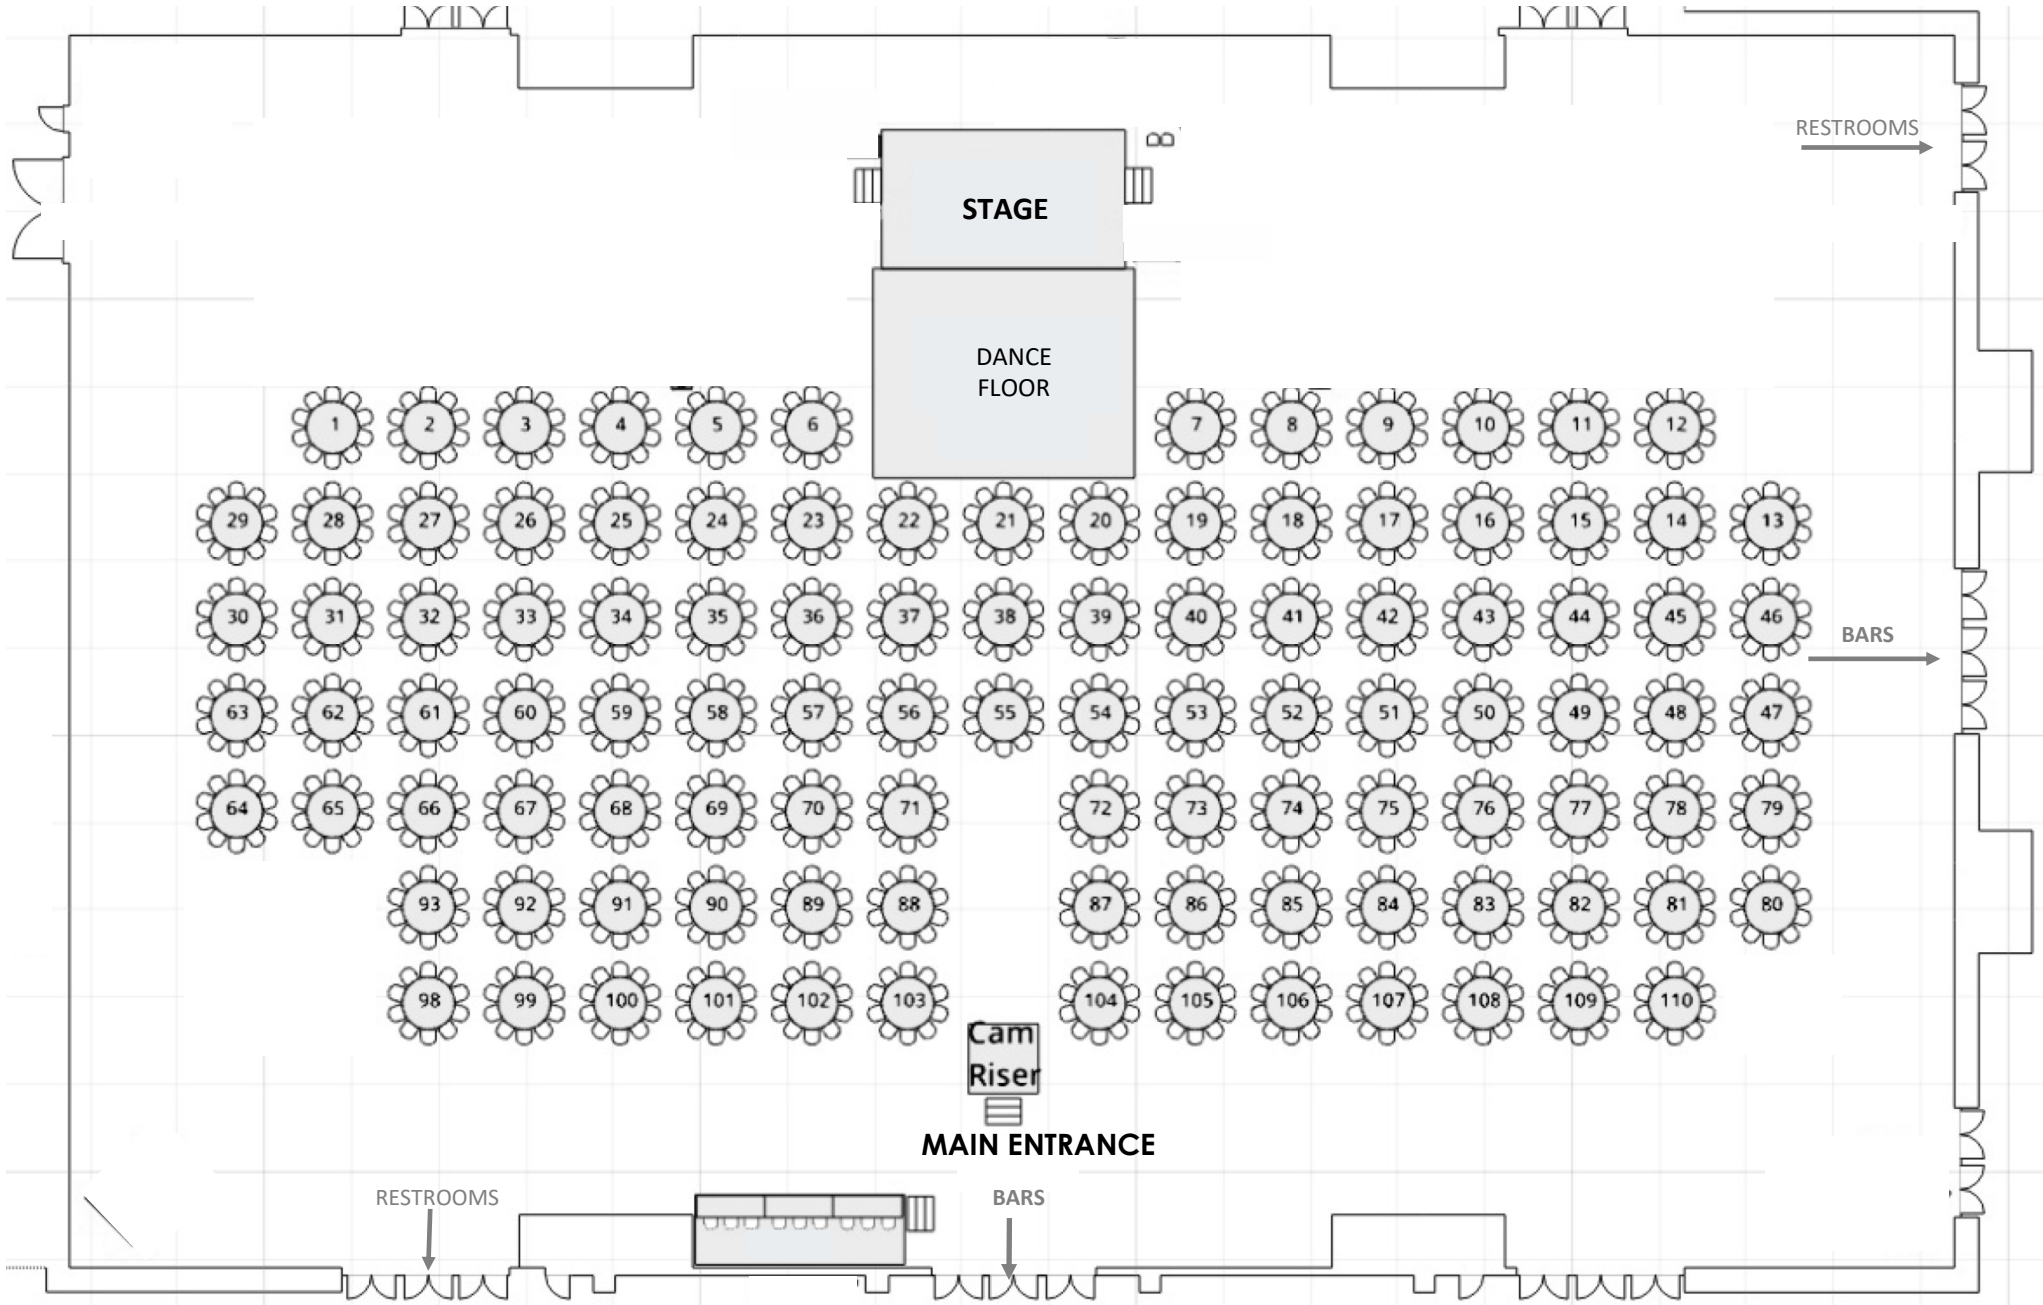 RESTROOMS
B
STAGE
DANCE
FLOOR
1 2 3 4 5 6 7 8 9 10 11 12
29 28 27 26 25 24 23 22 21 20 19 18 17 16 15 14 13
30 31 32 33 34 35 36 37 38 39 40 41 42 43 44 45 46
BARS
63 62 61 60 59 58 57 56 55 54 53 52 51 50 49 48 47
64 65 66 67 68 69 70 71 72 73 74 75 76 77 78 79
93 92 91 90 89 88 87 86 85 84 83 82 81 80
98 99 100 101 102 103 104 105 106 107 108 109 110
Cam
Riser
MAIN ENTRANCE
RESTROOMS BARS